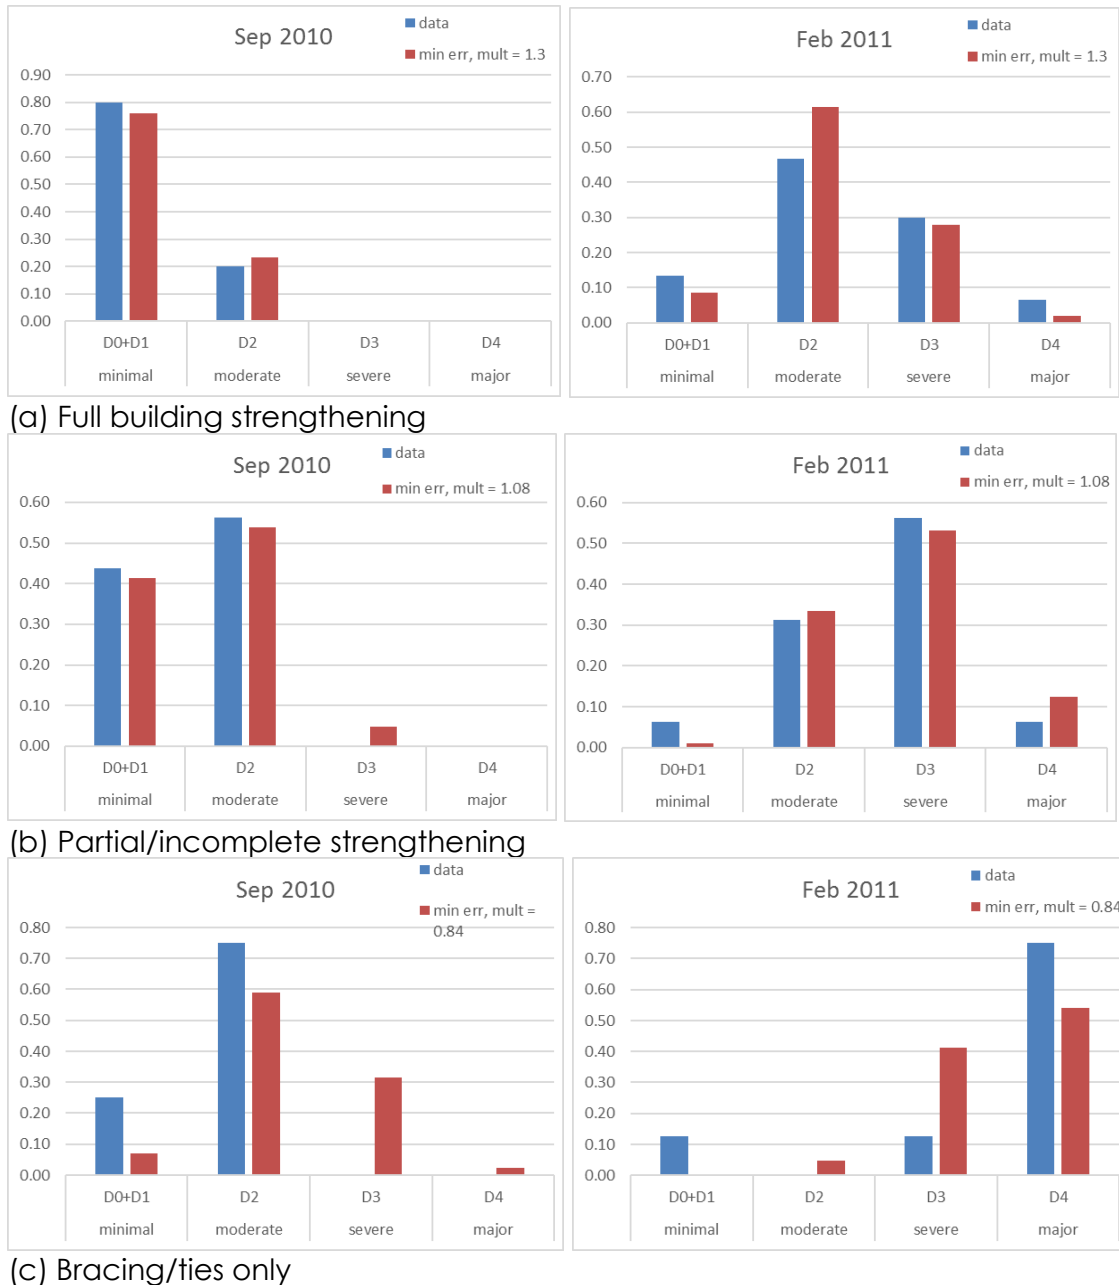 Sep 2010
data
min err, mult = 1.3
0.90
0.80
0.70
0.60
0.50
0.40
0.30
0.20
0.10
0.00
D0+D1 D2 D3 D4
minimal moderate severe major
Feb 2011
data
min err, mult = 1.3
0.70
0.60
0.50
0.40
0.30
0.20
0.10
0.00
D0+D1 D2 D3 D4
minimal moderate severe major
(a) Full building strengthening
Sep 2010
data
min err, mult = 1.08
0.60
0.50
0.40
0.30
0.20
0.10
0.00
D0+D1 D2 D3 D4
minimal moderate severe major
Feb 2011
data
min err, mult = 1.08
0.60
0.50
0.40
0.30
0.20
0.10
0.00
D0+D1 D2 D3 D4
minimal moderate severe major
(b) Partial/incomplete strengthening
Sep 2010
data
min err, mult =
0.84
0.80
0.70
0.60
0.50
0.40
0.30
0.20
0.10
0.00
D0+D1 D2 D3 D4
minimal moderate severe major
Feb 2011
data
min err, mult = 0.84
0.80
0.70
0.60
0.50
0.40
0.30
0.20
0.10
0.00
D0+D1 D2 D3 D4
minimal moderate severe major
(c) Bracing/ties only